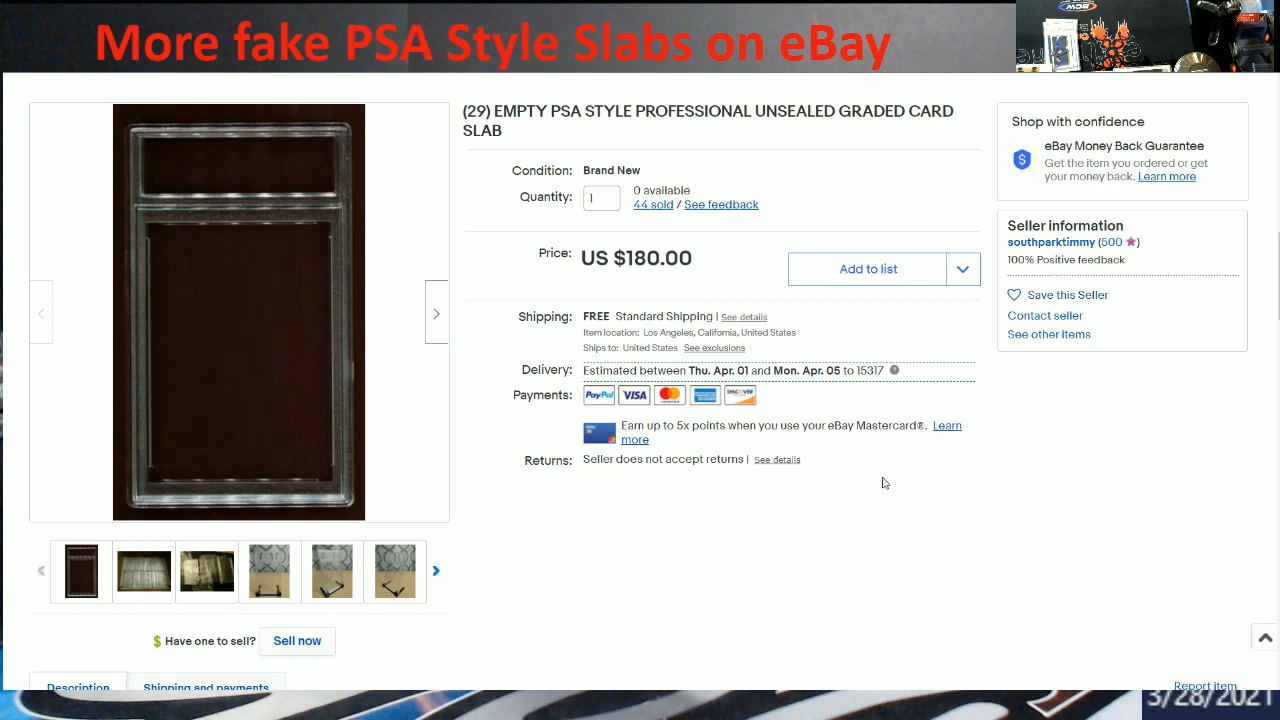 More fake PSA Style Slabs on eBay
(29) EMPTY PSA STYLE PROFESSIONAL UNSEALED GRADED CARD
SLAB
Condition: Brand New
Quantity: 1 0 available
44 sold / See feedback
Price: US $180.00
Add to list
Shipping: FREE Standard Shipping | See details
Item location: Los Angeles, California, United States
Ships to: United States See exclusions
Delivery: Estimated between Thu. Apr. 01 and Mon. Apr. 05 to 15317 ?
Payments: PayPal VISA MasterCard AMERICAN EXPRESS DISCOVER
Earn up to 5x points when you use your eBay Mastercard®. Learn
more
Returns: Seller does not accept returns | See details
Shop with confidence
eBay Money Back Guarantee
Get the item you ordered or get
your money back. Learn more
Seller information
southparktimmy (500 ★)
100% Positive feedback
Save this Seller
Contact seller
See other items
Have one to sell? Sell now
Description Shipping and payments
Report item
3/28/2021